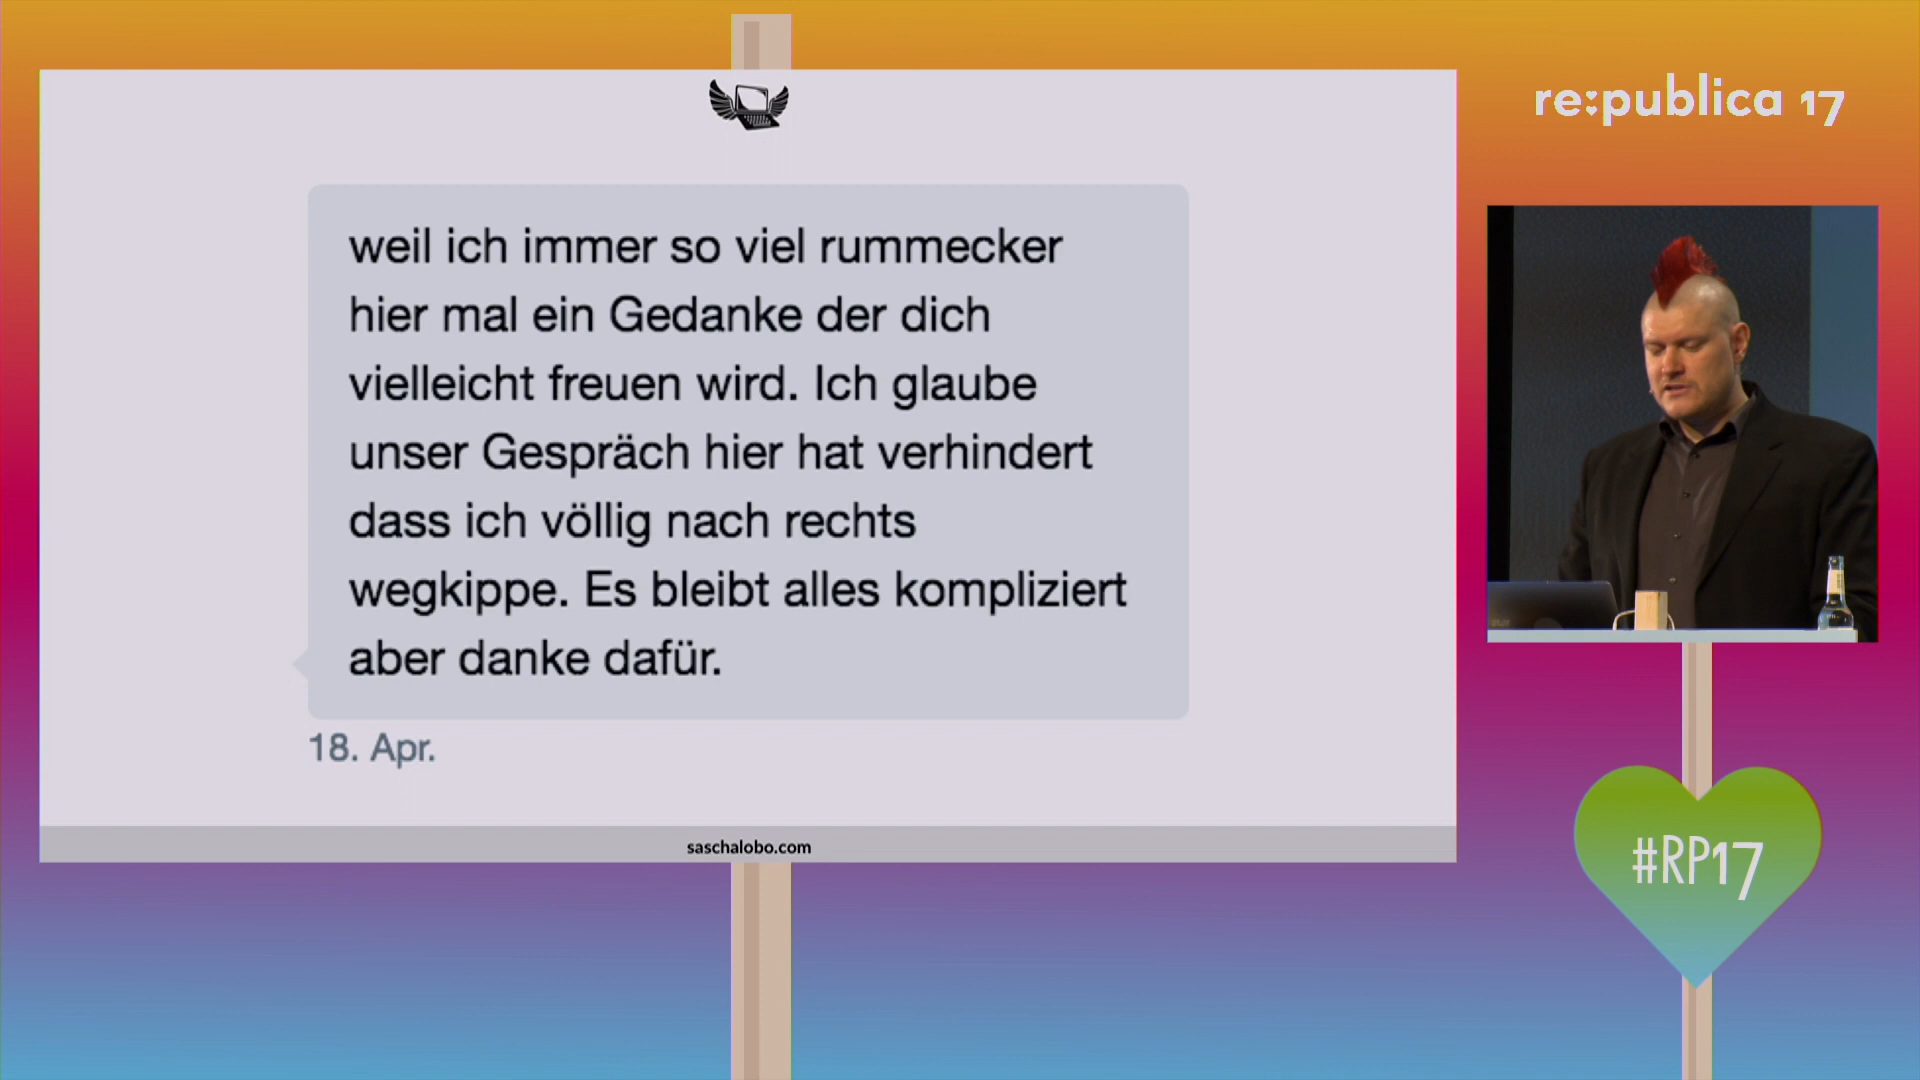 re:publica 17
weil ich immer so viel rummecker
hier mal ein Gedanke der dich
vielleicht freuen wird. Ich glaube
unser Gespräch hier hat verhindert
dass ich völlig nach rechts
wegkippe. Es bleibt alles kompliziert
aber danke dafür.
18. Apr.
saschalobo.com
#RP17